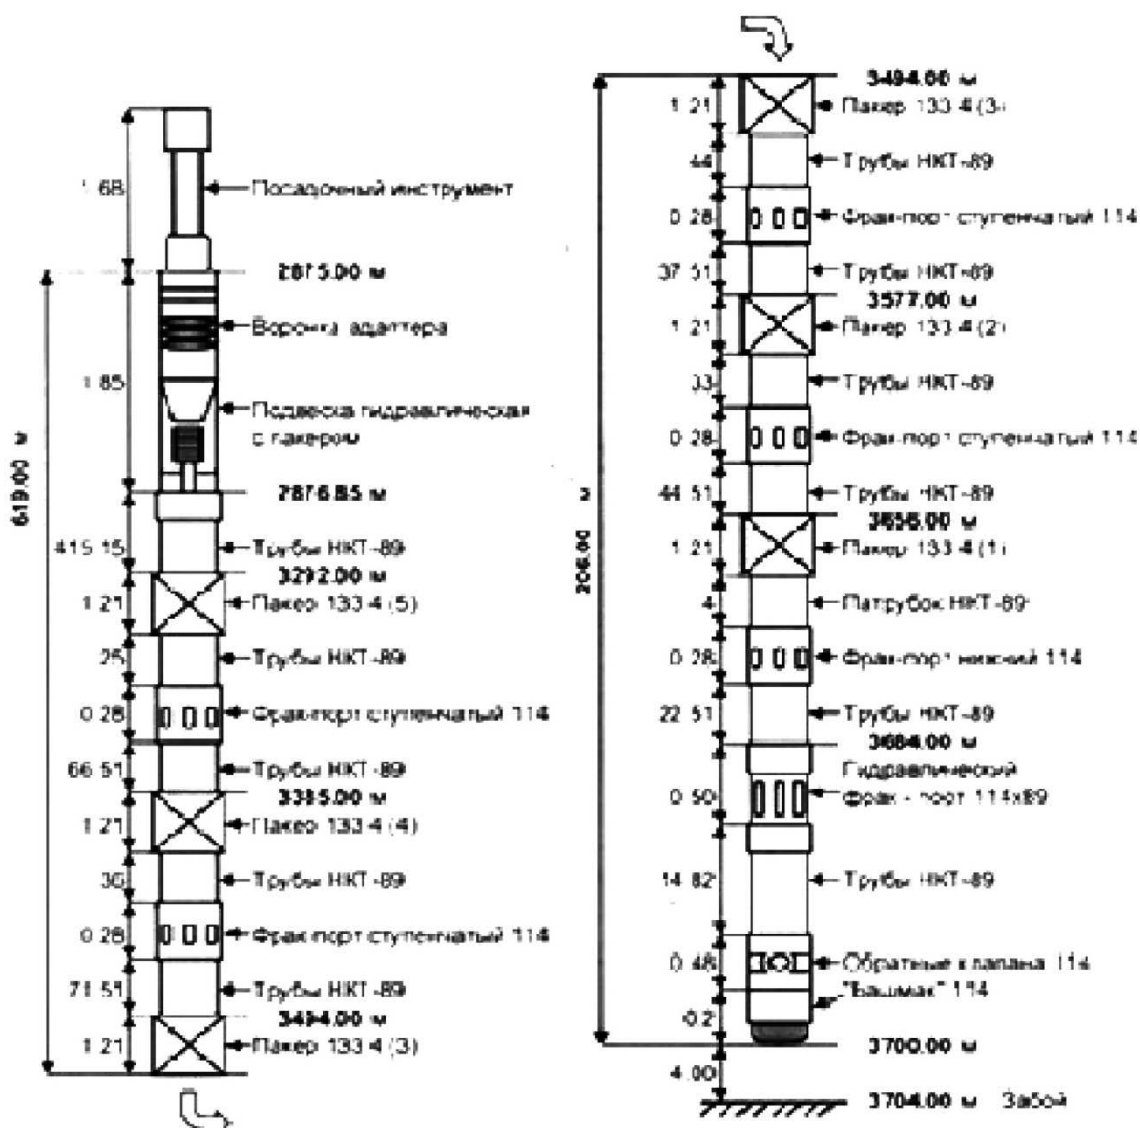 1.68
Посадочный инструмент
2875.00 м
Воронка адаптера
1.85
Подвеска гидравлическая
с пакером
619.00 м
2876.85 м
415.15
Трубы НКТ-89
3292.00 м
1.21
Пакер 133.4 (5)
25
Трубы НКТ-89
0.28
Фрак-порт ступенчатый 114
66.51
Трубы НКТ-89
3385.00 м
1.21
Пакер 133.4 (4)
36
Трубы НКТ-89
0.28
Фрак-порт ступенчатый 114
71.51
Трубы НКТ-89
3494.00 м
1.21
Пакер 133.4 (3)
3494.00 м
1.21
Пакер 133.4 (3)
44
Трубы НКТ-89
0.28
Фрак-порт ступенчатый 114
37.51
Трубы НКТ-89
3577.00 м
1.21
Пакер 133.4 (2)
33
Трубы НКТ-89
0.28
Фрак-порт ступенчатый 114
44.51
Трубы НКТ-89
206.00 м
3656.00 м
1.21
Пакер 133.4 (1)
4
Патрубок НКТ-89
0.28
Фрак-порт нижний 114
22.51
Трубы НКТ-89
3684.00 м
Гидравлический
0.50
фрак - порт 114х89
14.82
Трубы НКТ-89
0.48
Обратные клапана 114
"Башмак" 114
0.2
3700.00 м
4.00
3704.00 м Забой